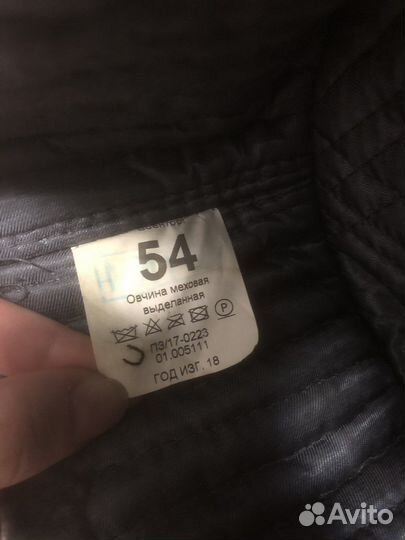 54
Овчина меховая
выделанная
P
ПЗ/17-0223
01.005111
ГОД ИЗГ. 18
Avito